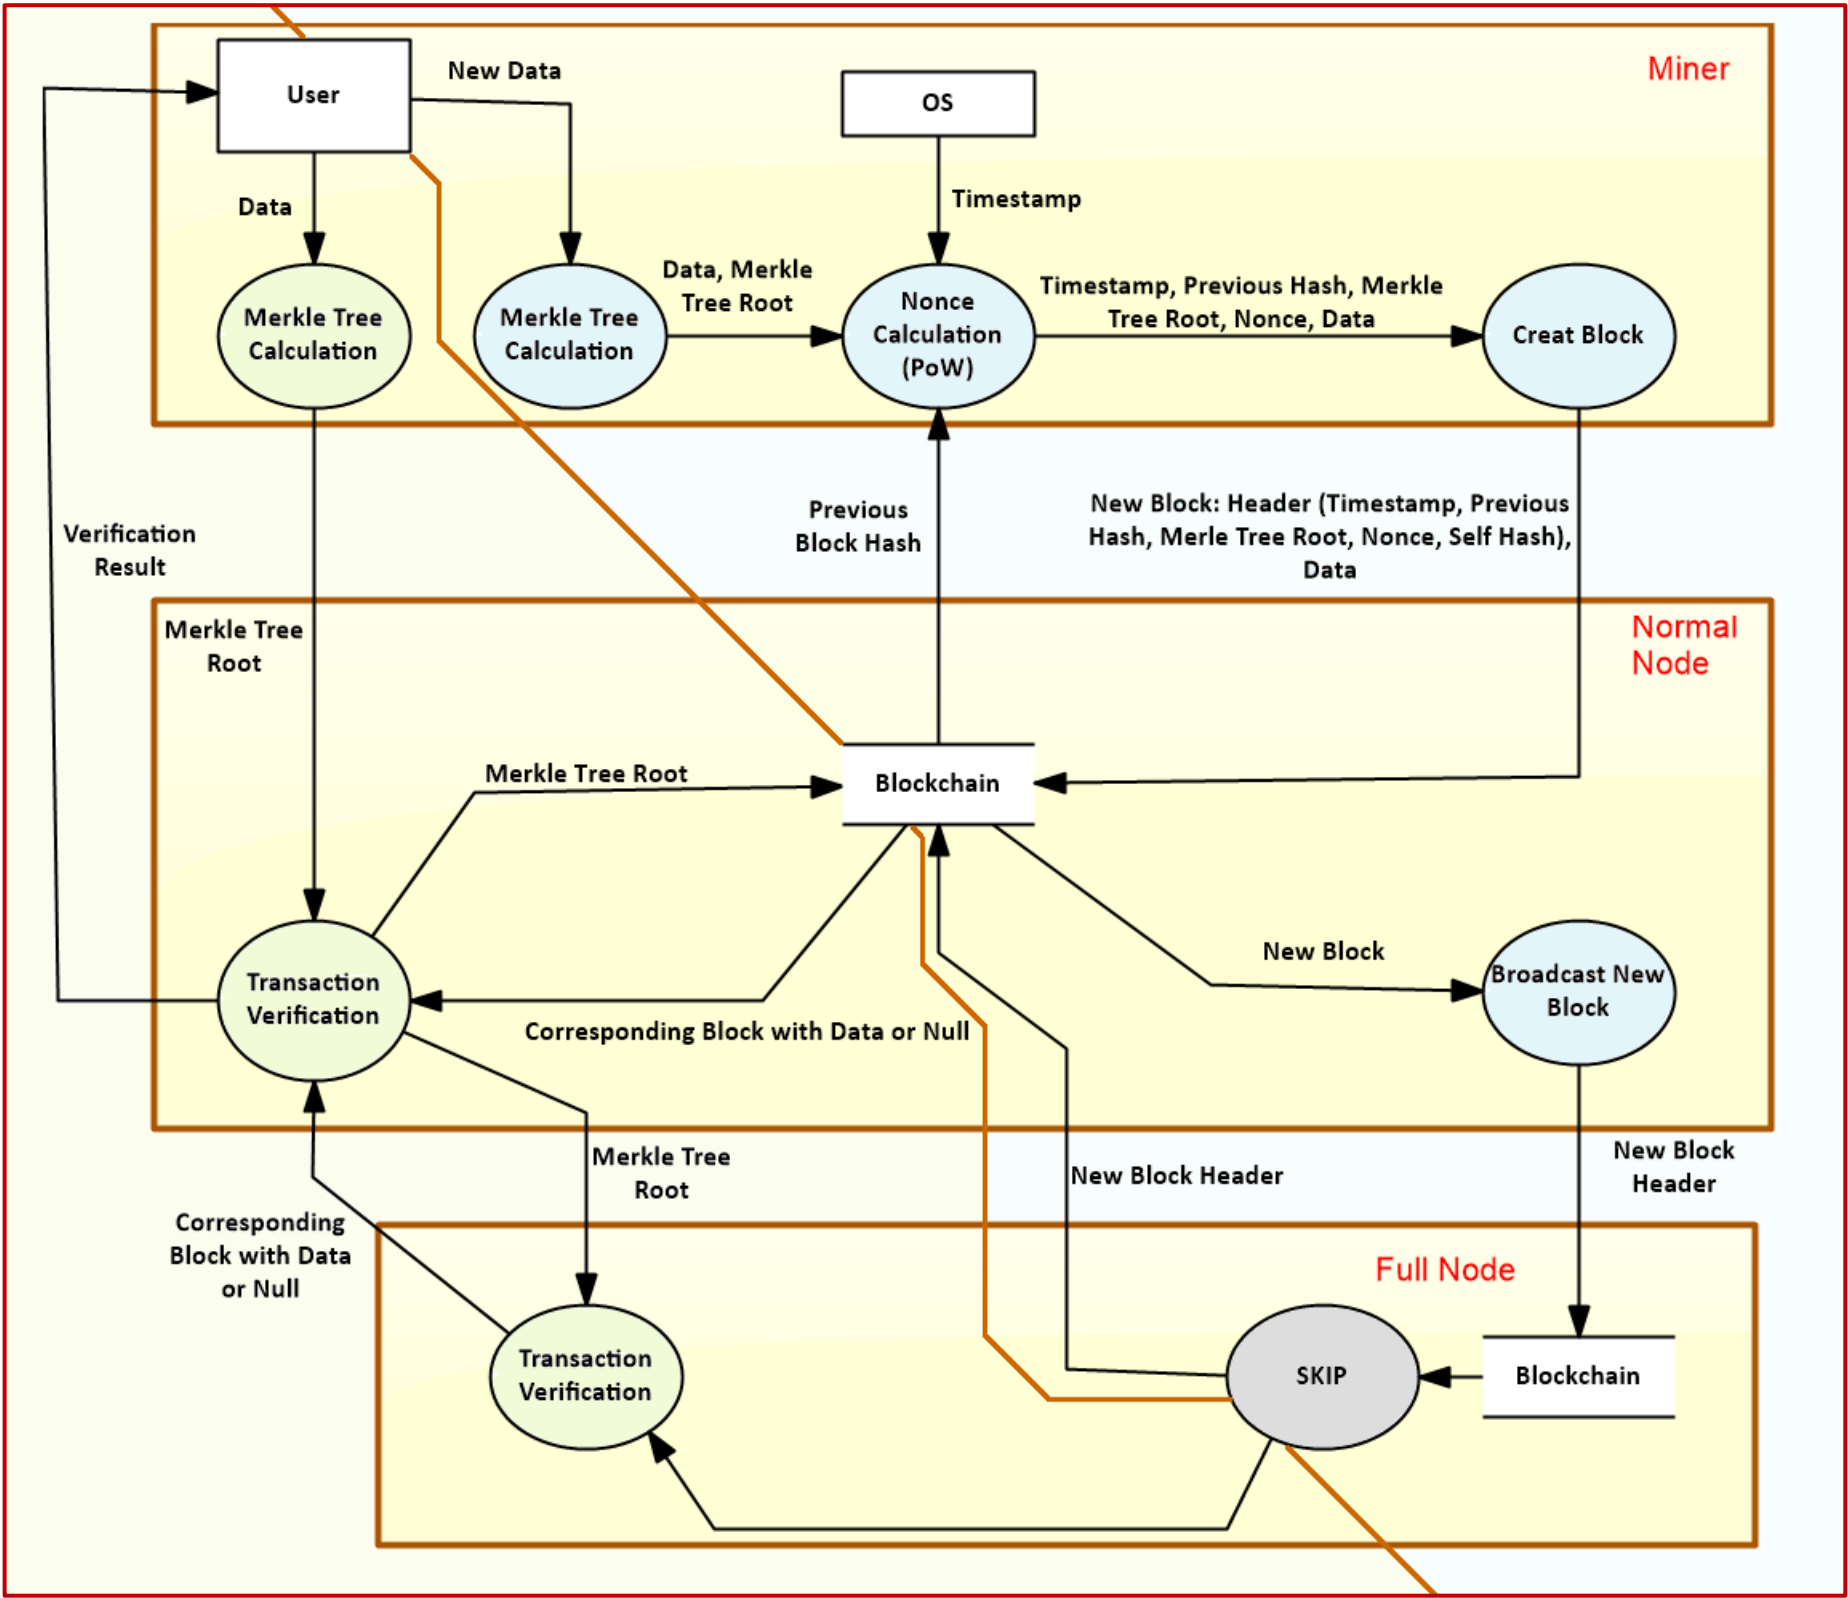 User
New Data
OS
Miner
Data
Timestamp
Merkle Tree
Calculation
Merkle Tree
Calculation
Data, Merkle
Tree Root
Nonce
Calculation
(PoW)
Timestamp, Previous Hash, Merkle
Tree Root, Nonce, Data
Creat Block
Verification
Result
Previous
Block Hash
New Block: Header (Timestamp, Previous
Hash, Merle Tree Root, Nonce, Self Hash),
Data
Merkle Tree
Root
Normal
Node
Merkle Tree Root
Blockchain
Transaction
Verification
Corresponding Block with Data or Null
New Block
Broadcast New
Block
Merkle Tree
Root
New Block Header
New Block
Header
Corresponding
Block with Data
or Null
Full Node
Transaction
Verification
SKIP
Blockchain